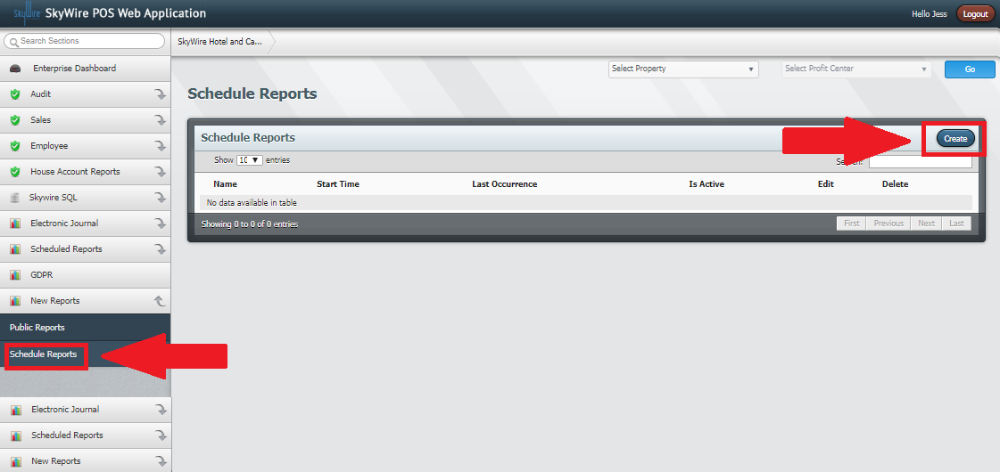 SkyWire SkyWire POS Web Application
Hello Jess Logout
Search Sections
SkyWire Hotel and Ca...
Enterprise Dashboard
Audit
Sales
Employee
House Account Reports
Skywire SQL
Electronic Journal
Scheduled Reports
GDPR
New Reports
Public Reports
Schedule Reports
Electronic Journal
Scheduled Reports
New Reports
Select Property Select Profit Center Go
Schedule Reports
Schedule Reports Create
Show 10 entries Search:
Name Start Time Last Occurrence Is Active Edit Delete
No data available in table
Showing 0 to 0 of 0 entries First Previous Next Last